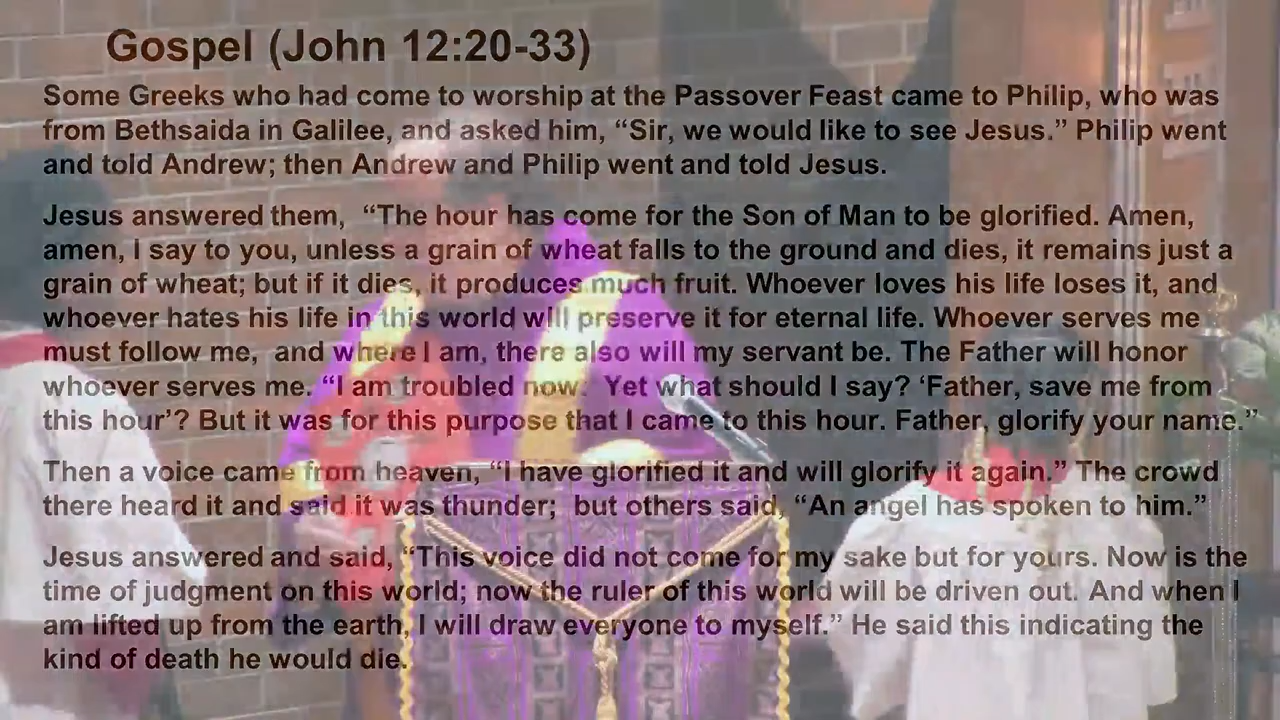 Gospel (John 12:20-33)
Some Greeks who had come to worship at the Passover Feast came to Philip, who was
from Bethsaida in Galilee, and asked him, “Sir, we would like to see Jesus.” Philip went
and told Andrew; then Andrew and Philip went and told Jesus.
Jesus answered them, “The hour has come for the Son of Man to be glorified. Amen,
amen, I say to you, unless a grain of wheat falls to the ground and dies, it remains just a
grain of wheat; but if it dies, it produces much fruit. Whoever loves his life loses it, and
whoever hates his life in this world will preserve it for eternal life. Whoever serves me
must follow me, and where I am, there also will my servant be. The Father will honor
whoever serves me. “I am troubled now. Yet what should I say? ‘Father, save me from
this hour’? But it was for this purpose that I came to this hour. Father, glorify your name.”
Then a voice came from heaven, “I have glorified it and will glorify it again.” The crowd
there heard it and said it was thunder; but others said, “An angel has spoken to him.”
Jesus answered and said, “This voice did not come for my sake but for yours. Now is the
time of judgment on this world; now the ruler of this world will be driven out. And when I
am lifted up from the earth, I will draw everyone to myself.” He said this indicating the
kind of death he would die.